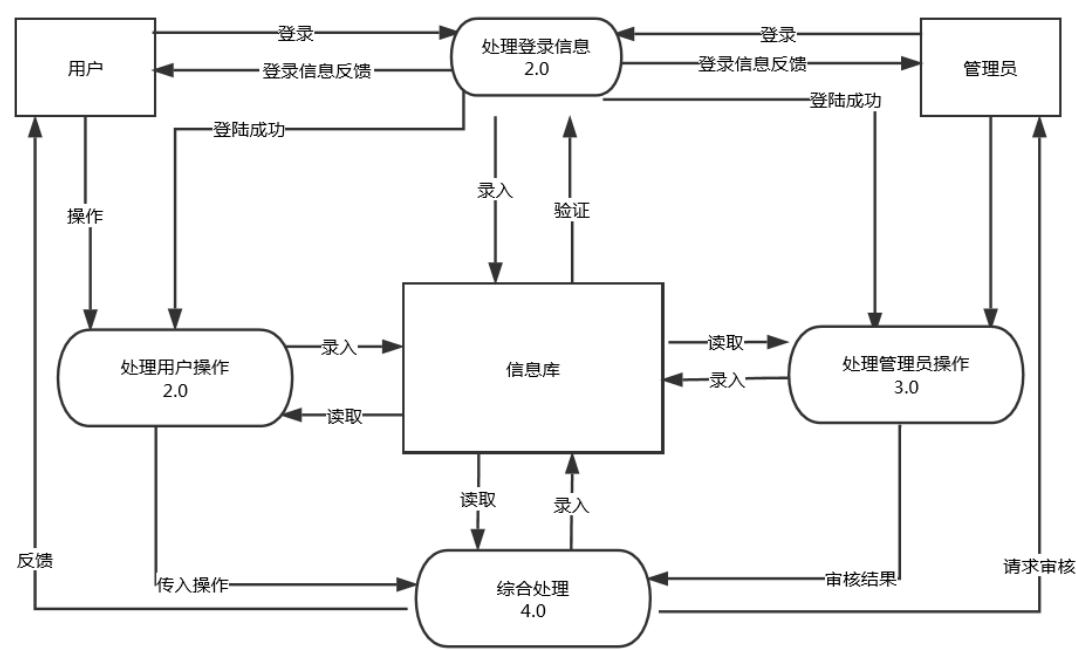 登录
处理登录信息
2.0
登录
用户
登录信息反馈
登录信息反馈
管理员
登陆成功
登陆成功
录入
验证
操作
处理用户操作
2.0
录入
信息库
读取
处理管理员操作
3.0
录入
读取
读取
录入
反馈
传入操作
综合处理
4.0
审核结果
请求审核